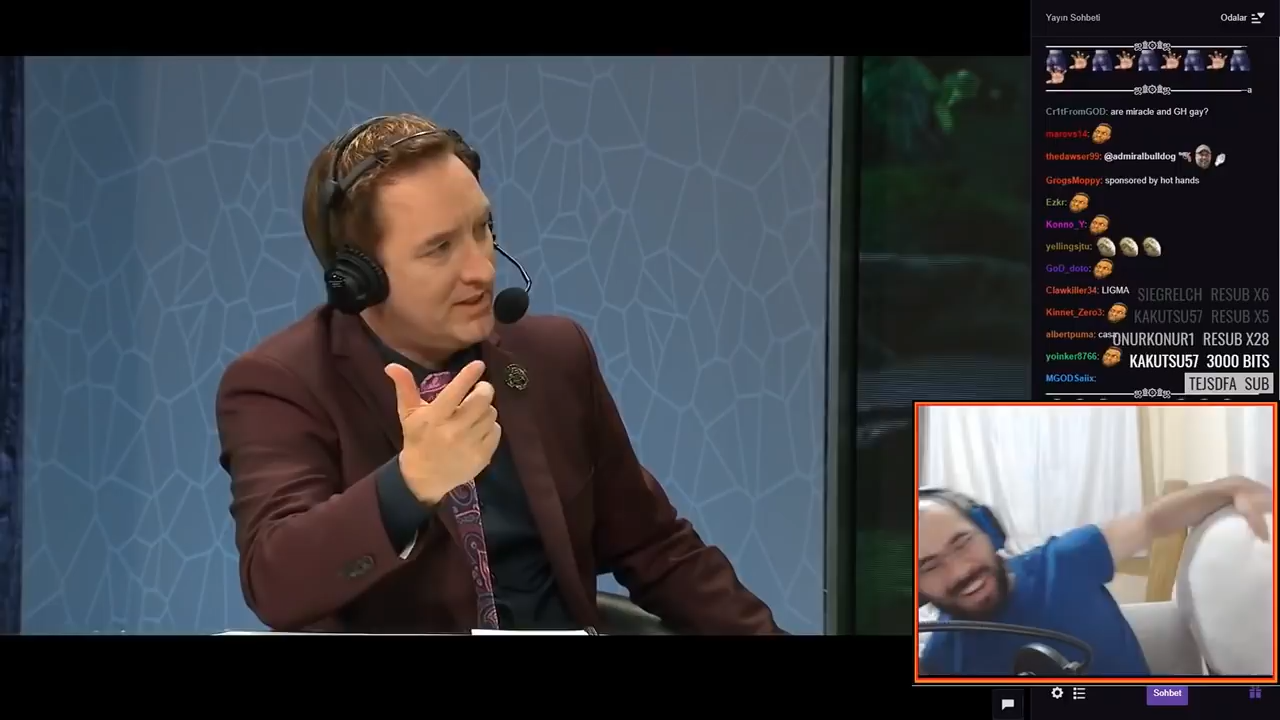 Yayın Sohbeti
Odalar
a
Cr1tFromGOD: are miracle and GH gay?
marovs14:
thedawser99: @admiralbulldog
GrogsMoppy: sponsored by hot hands
Ezkr:
Konno_Y:
yellingsjtu:
GoD_doto:
Clawkiller34: LIGMA
SIEGRELCH RESUB X6
Kinnet_Zero3:
KAKUTSU57 RESUB X5
albertpuma: casa
ONURKONUR1 RESUB X28
yoinker8766:
KAKUTSU57 3000 BITS
MGODSaiix:
TEJSDFA SUB
Sohbet